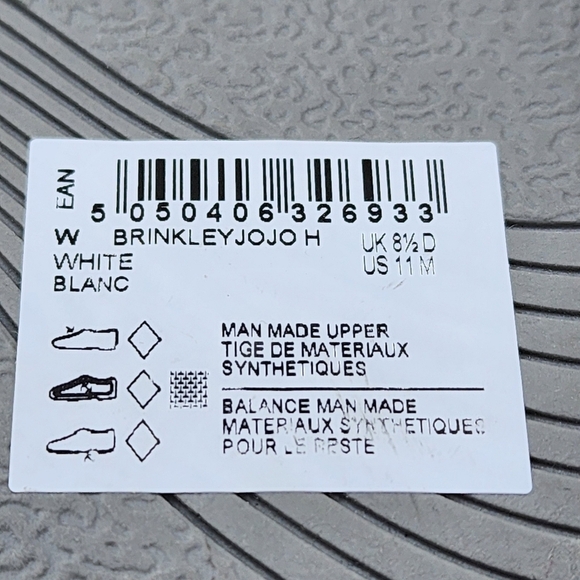 EAN
5 050406 326933
W BRINKLEYJOJO H UK 8½ D
WHITE US 11 M
BLANC
MAN MADE UPPER
TIGE DE MATERIAUX
SYNTHETIQUES
BALANCE MAN MADE
MATERIAUX SYNTHETIQUES
POUR LE RESTE